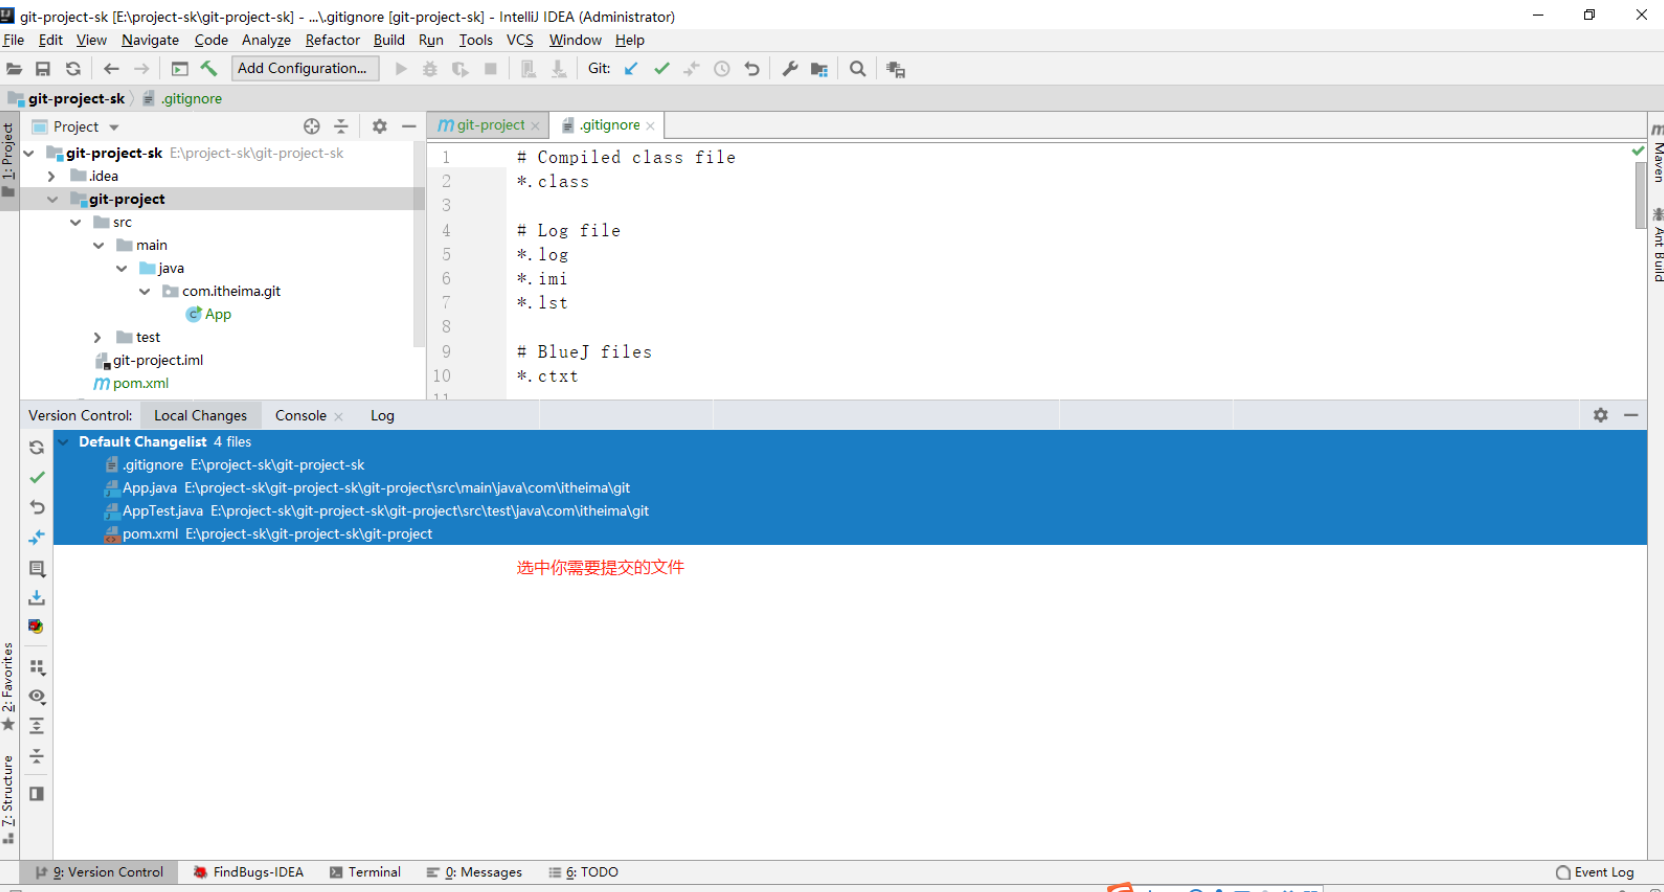 git-project-sk [E:\project-sk\git-project-sk] - ...\.gitignore [git-project-sk] - IntelliJ IDEA (Administrator)
File Edit View Navigate Code Analyze Refactor Build Run Tools VCS Window Help
Add Configuration... Git:
git-project-sk .gitignore
Project git-project .gitignore
1: Project
git-project-sk E:\project-sk\git-project-sk
.idea
git-project
src
main
java
com.itheima.git
App
test
git-project.iml
pom.xml
1 # Compiled class file
2 *.class
3
4 # Log file
5 *.log
6 *.imi
7 *.lst
8
9 # BlueJ files
10 *.ctxt
11
Maven
Ant Build
Version Control: Local Changes Console Log
Default Changelist 4 files
.gitignore E:\project-sk\git-project-sk
App.java E:\project-sk\git-project-sk\git-project\src\main\java\com\itheima\git
AppTest.java E:\project-sk\git-project-sk\git-project\src\test\java\com\itheima\git
pom.xml E:\project-sk\git-project-sk\git-project
选中你需要提交的文件
2: Favorites
7: Structure
9: Version Control FindBugs-IDEA Terminal 0: Messages 6: TODO Event Log